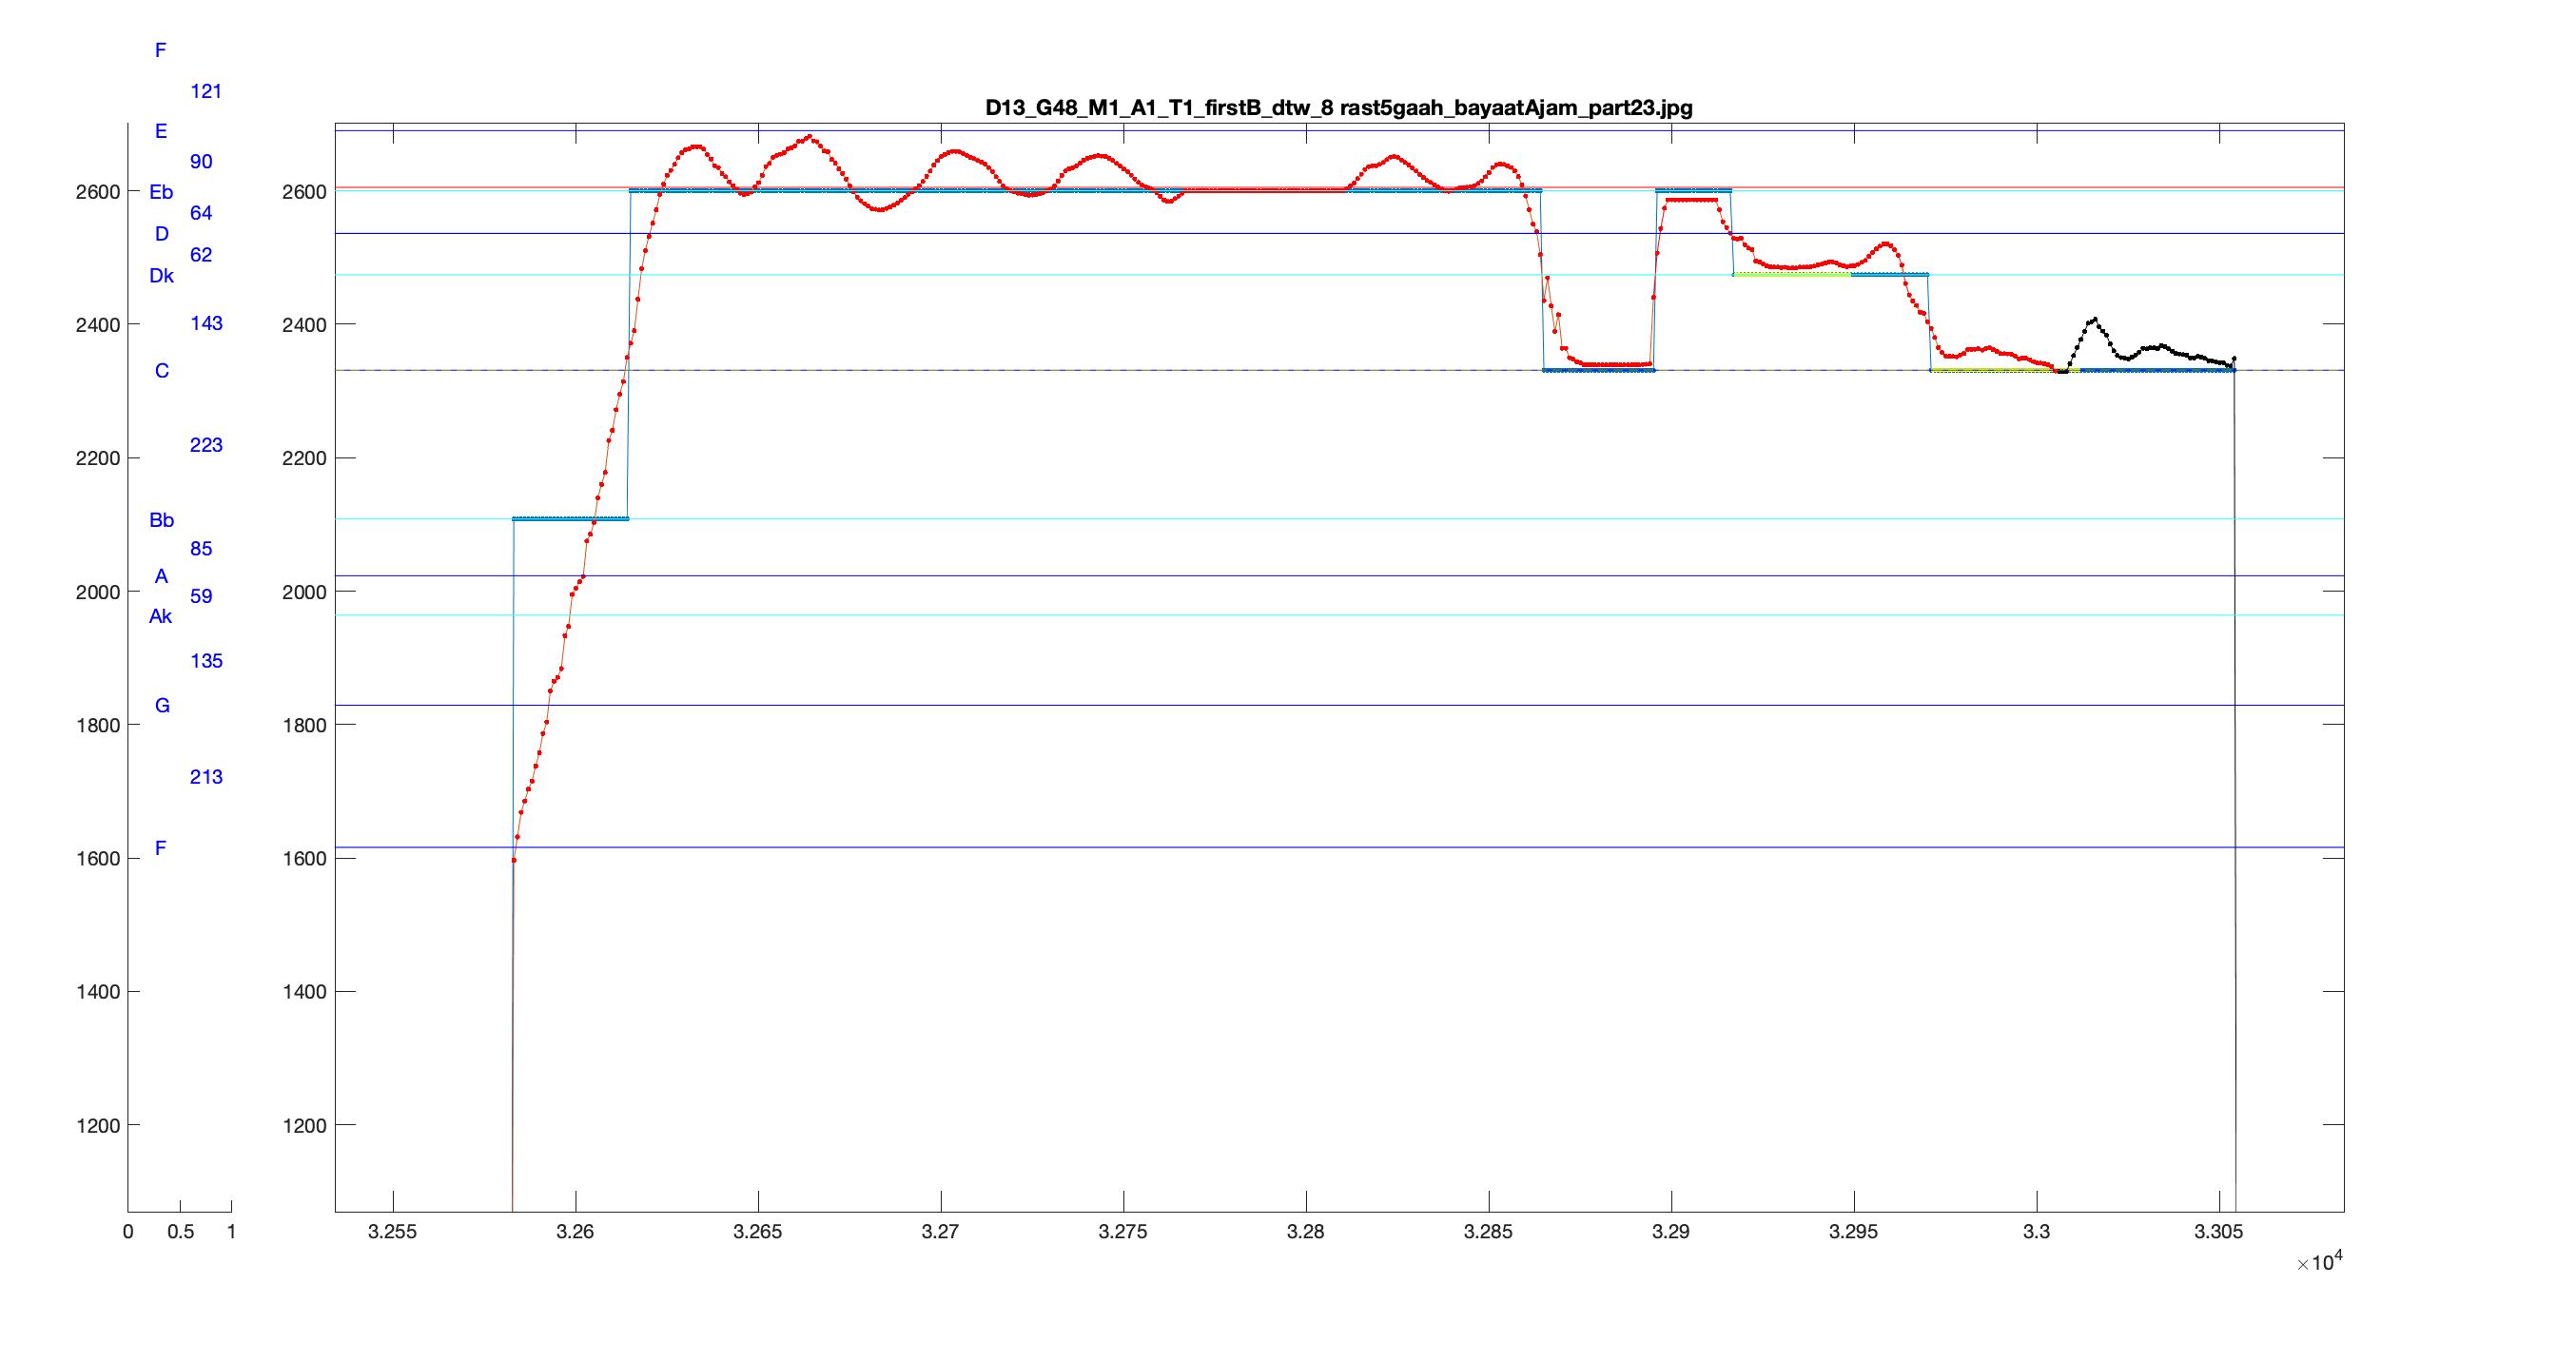 F
121
D13_G48_M1_A1_T1_firstB_dtw_8 rast5gaah_bayaatAjam_part23.jpg
E
90
2600 Eb 2600
64
D
62
Dk
143
2400 2400
C
223
2200 2200
Bb
85
A
2000 59 2000
Ak
135
G
1800 1800
213
F
1600 1600
1400 1400
1200 1200
0 0.5 1 3.255 3.26 3.265 3.27 3.275 3.28 3.285 3.29 3.295 3.3 3.305
×10⁴